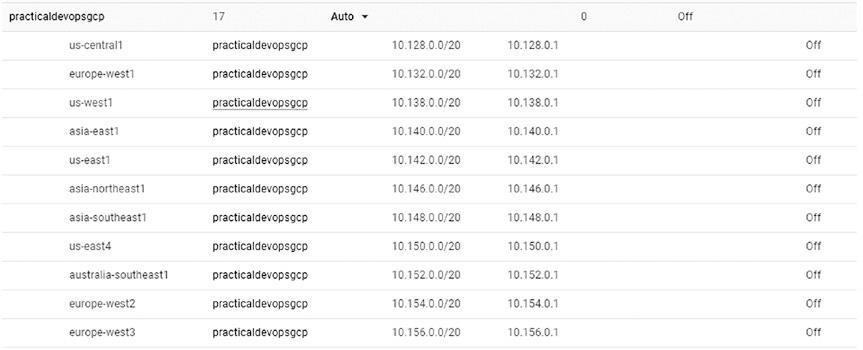 practicaldevopsgcp 17 Auto 0 Off
us-central1 practicaldevopsgcp 10.128.0.0/20 10.128.0.1 Off
europe-west1 practicaldevopsgcp 10.132.0.0/20 10.132.0.1 Off
us-west1 practicaldevopsgcp 10.138.0.0/20 10.138.0.1 Off
asia-east1 practicaldevopsgcp 10.140.0.0/20 10.140.0.1 Off
us-east1 practicaldevopsgcp 10.142.0.0/20 10.142.0.1 Off
asia-northeast1 practicaldevopsgcp 10.146.0.0/20 10.146.0.1 Off
asia-southeast1 practicaldevopsgcp 10.148.0.0/20 10.148.0.1 Off
us-east4 practicaldevopsgcp 10.150.0.0/20 10.150.0.1 Off
australia-southeast1 practicaldevopsgcp 10.152.0.0/20 10.152.0.1 Off
europe-west2 practicaldevopsgcp 10.154.0.0/20 10.154.0.1 Off
europe-west3 practicaldevopsgcp 10.156.0.0/20 10.156.0.1 Off